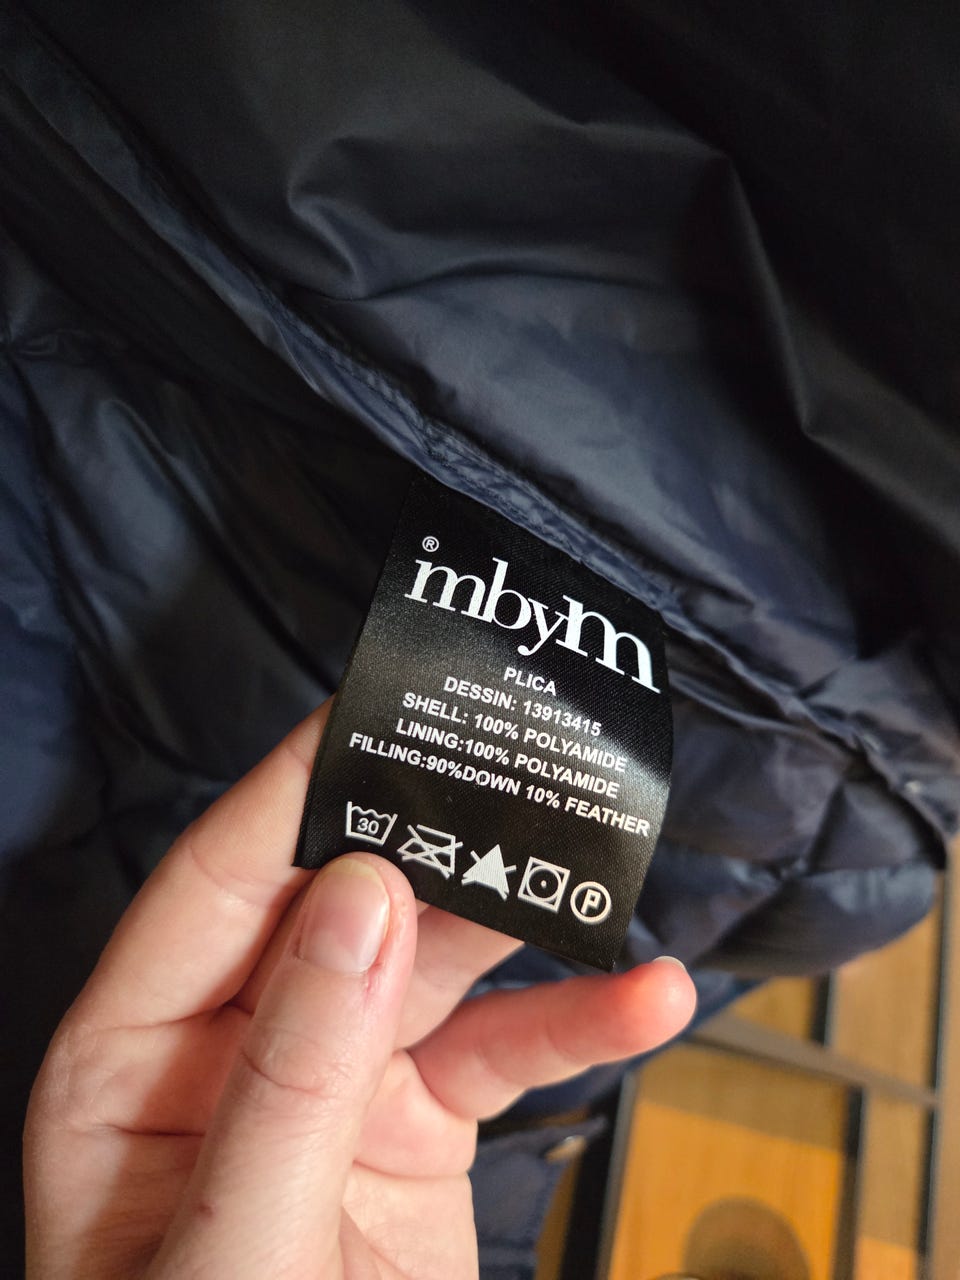 ®
mbym
PLICA
DESSIN: 13913415
SHELL: 100% POLYAMIDE
LINING:100% POLYAMIDE
FILLING:90%DOWN 10% FEATHER
30 P